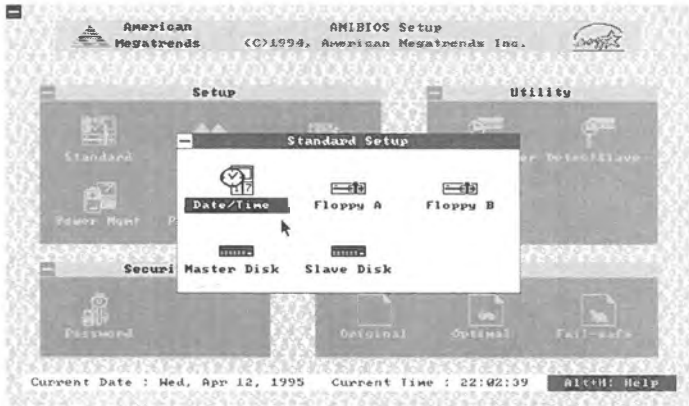 American
Megatrends
AMIBIOS Setup
(C)1994, American Megatrends Inc.
Setup
Utility
Standard
Detect/Slave
Standard Setup
Date/Time
Floppy A
Floppy B
Power Mgmt
P
Master Disk
Slave Disk
Securi
Password
Original
Optimal
Fail-safe
Current Date : Wed, Apr 12, 1995
Current Time : 22:02:39
Alt+H: Help